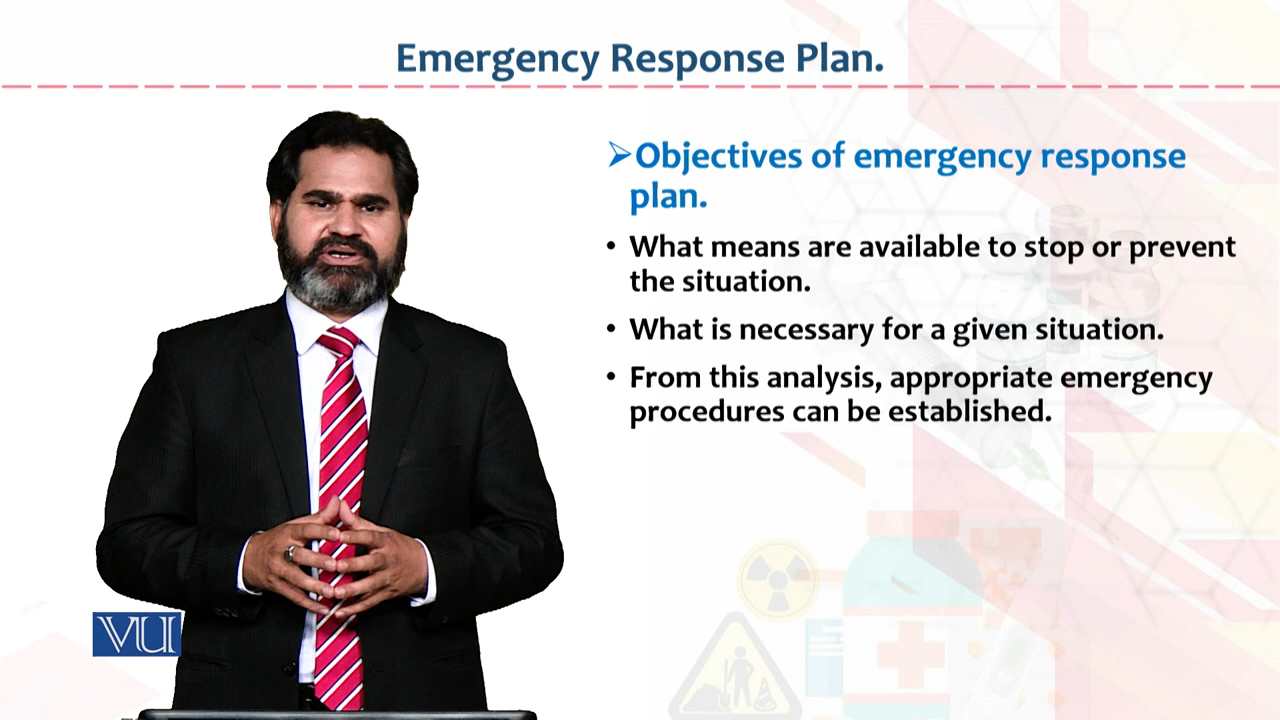 Emergency Response Plan.
➢Objectives of emergency response
plan.
• What means are available to stop or prevent
the situation.
• What is necessary for a given situation.
• From this analysis, appropriate emergency
procedures can be established.
VU